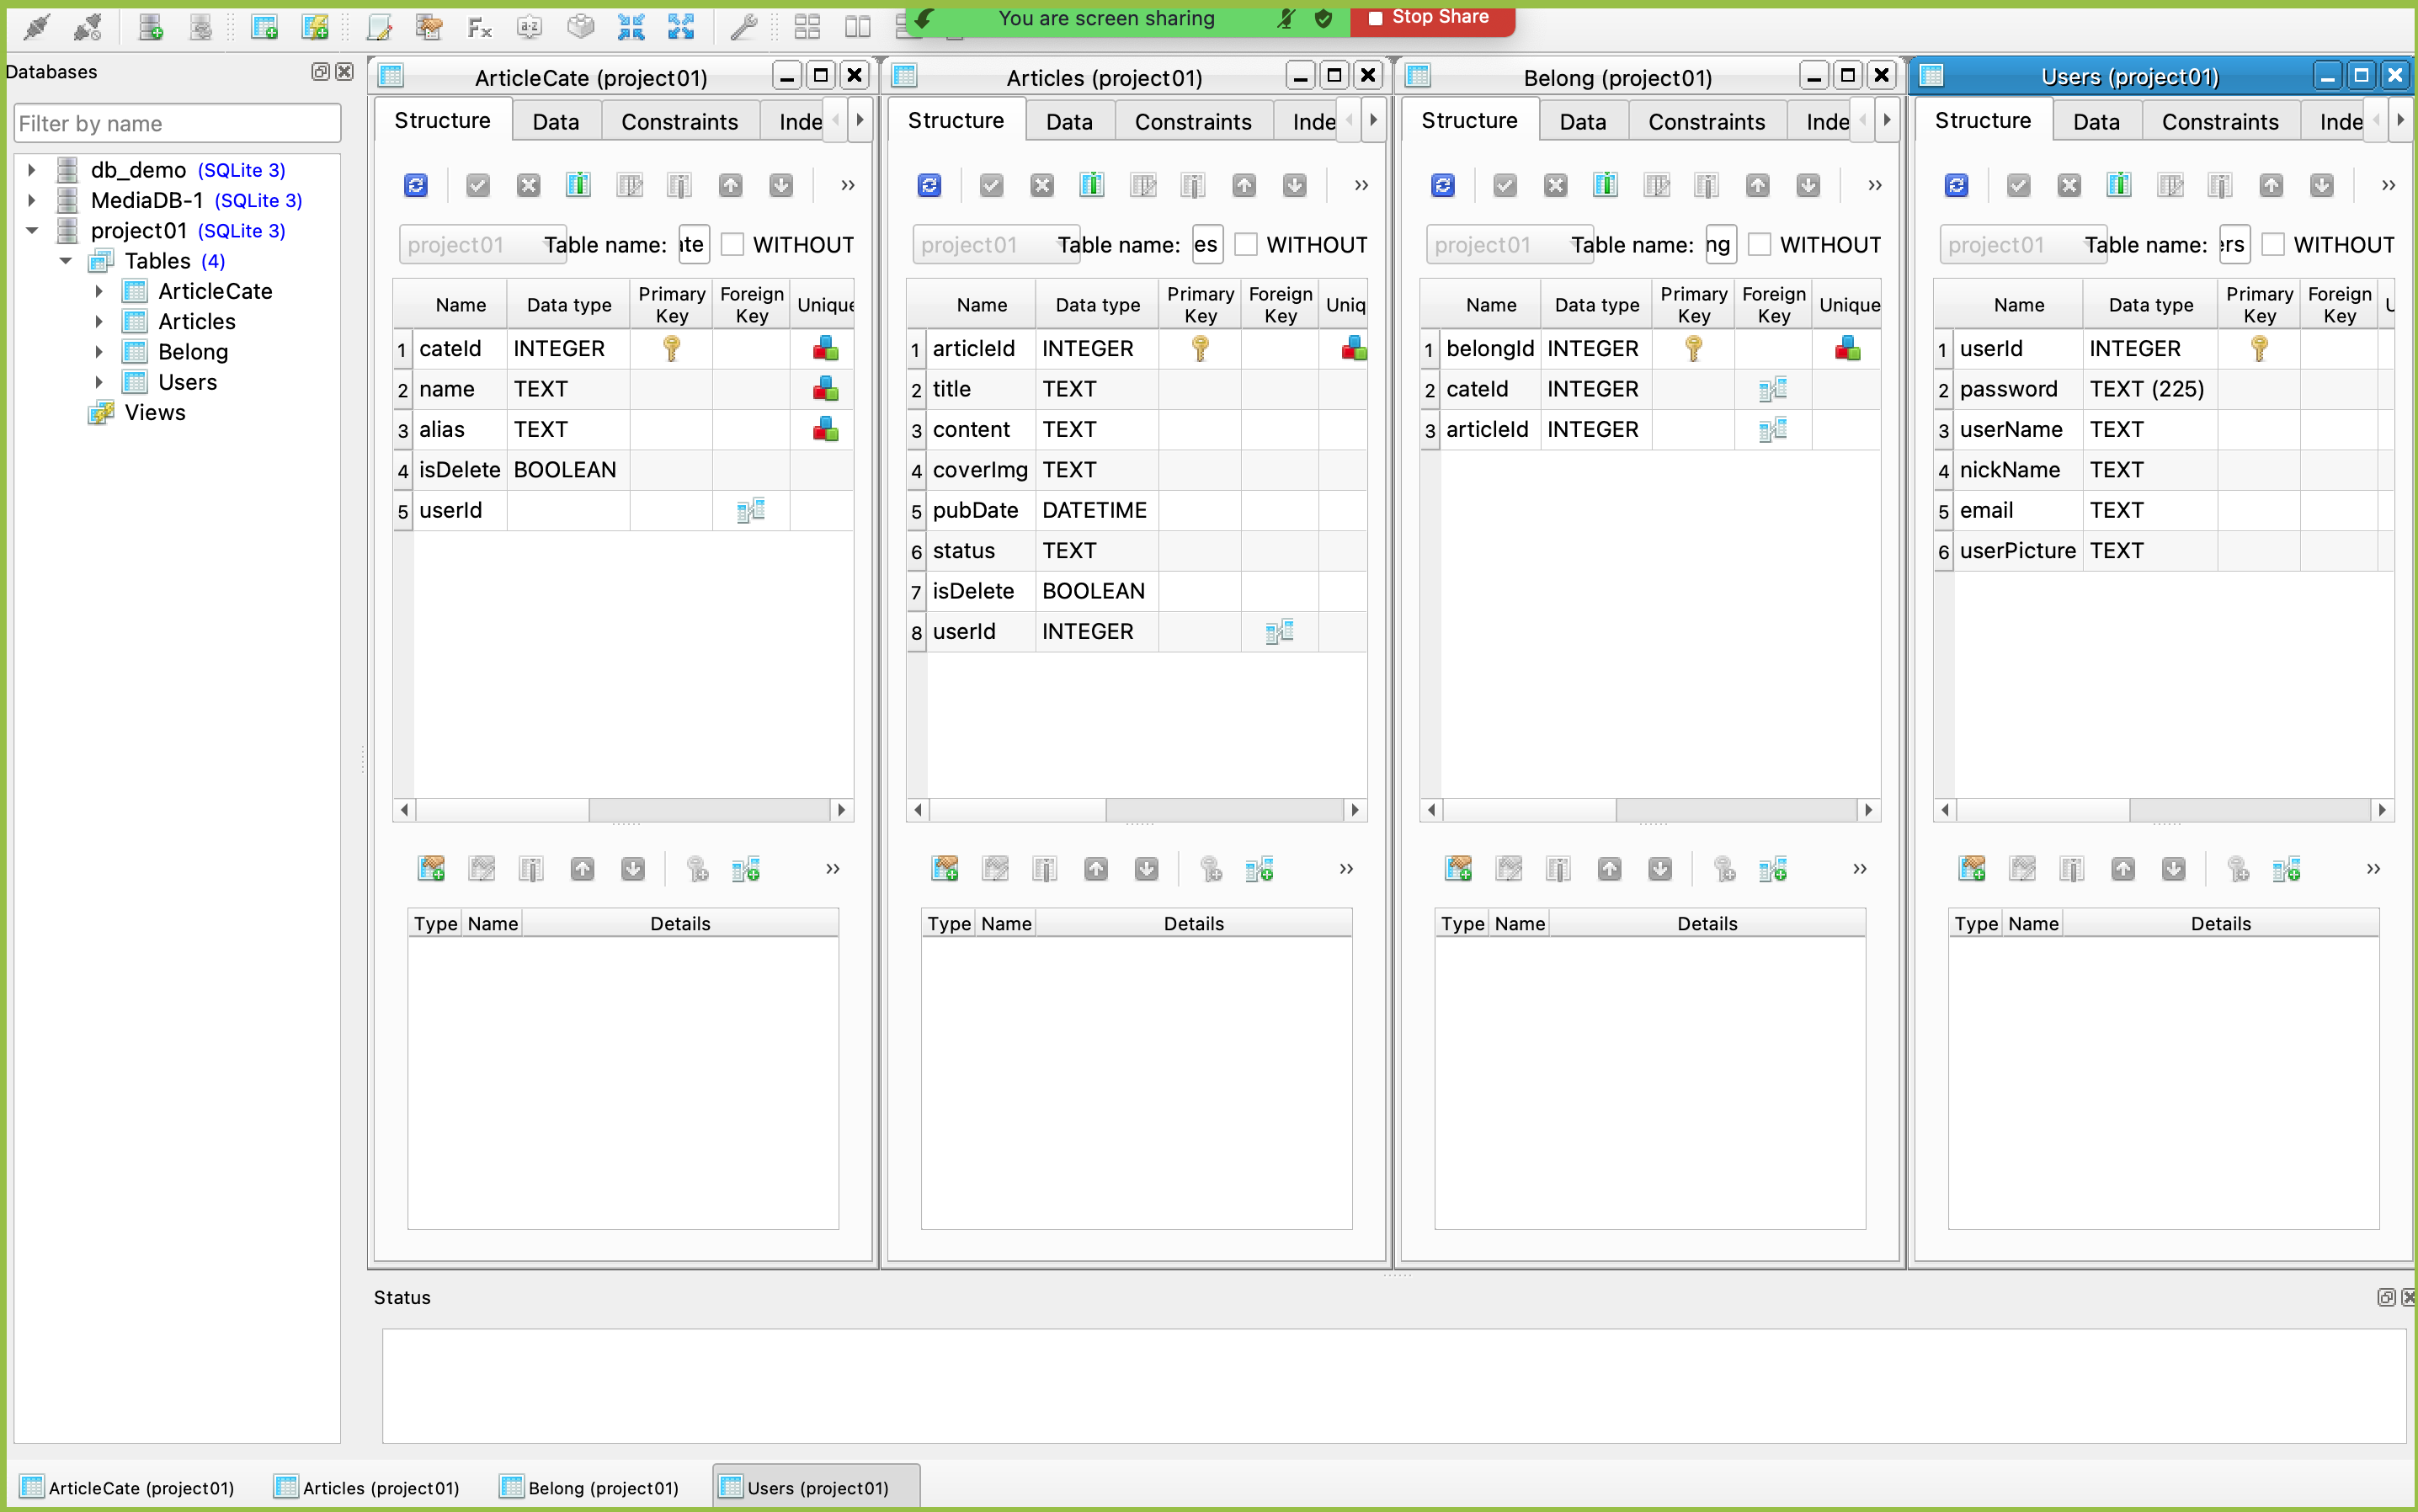 You are screen sharing
Stop Share
Databases
Filter by name
db_demo (SQLite 3)
MediaDB-1 (SQLite 3)
project01 (SQLite 3)
Tables (4)
ArticleCate
Articles
Belong
Users
Views
ArticleCate (project01)
Structure Data Constraints Inde
project01 Table name: ate WITHOUT
Name Data type Primary Key Foreign Key Unique
1 cateId INTEGER
2 name TEXT
3 alias TEXT
4 isDelete BOOLEAN
5 userId
Type Name Details
Articles (project01)
Structure Data Constraints Inde
project01 Table name: es WITHOUT
Name Data type Primary Key Foreign Key Uniq
1 articleId INTEGER
2 title TEXT
3 content TEXT
4 coverImg TEXT
5 pubDate DATETIME
6 status TEXT
7 isDelete BOOLEAN
8 userId INTEGER
Type Name Details
Belong (project01)
Structure Data Constraints Inde
project01 Table name: ng WITHOUT
Name Data type Primary Key Foreign Key Unique
1 belongId INTEGER
2 cateId INTEGER
3 articleId INTEGER
Type Name Details
Users (project01)
Structure Data Constraints Inde
project01 Table name: ers WITHOUT
Name Data type Primary Key Foreign Key U
1 userId INTEGER
2 password TEXT (225)
3 userName TEXT
4 nickName TEXT
5 email TEXT
6 userPicture TEXT
Type Name Details
Status
ArticleCate (project01) Articles (project01) Belong (project01) Users (project01)